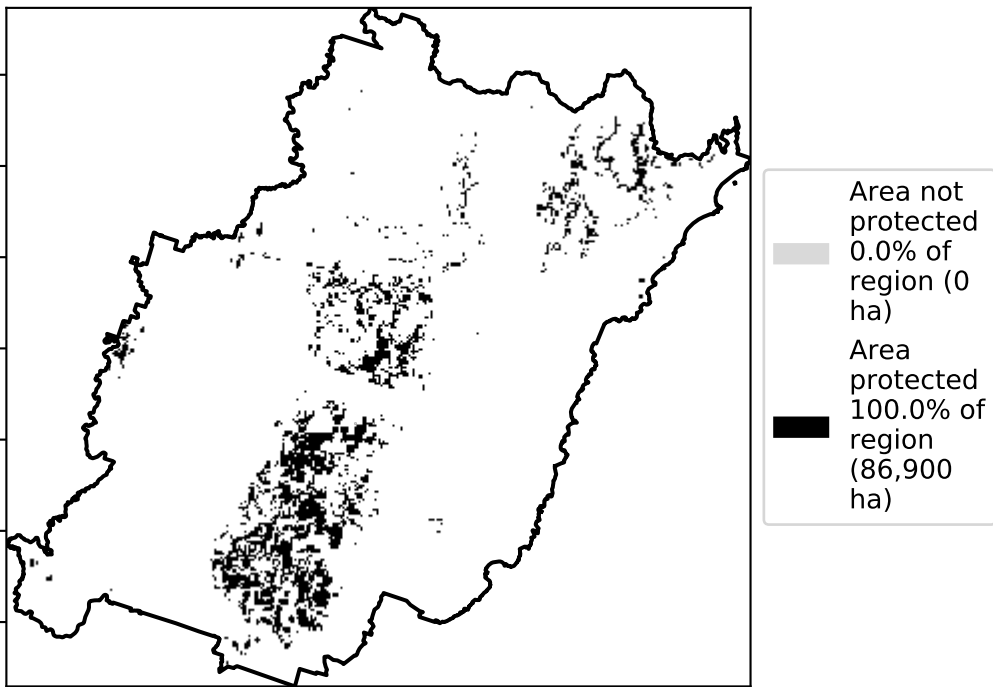 Area not
protected
0.0% of
region (0
ha)
Area
protected
100.0% of
region
(86,900
ha)